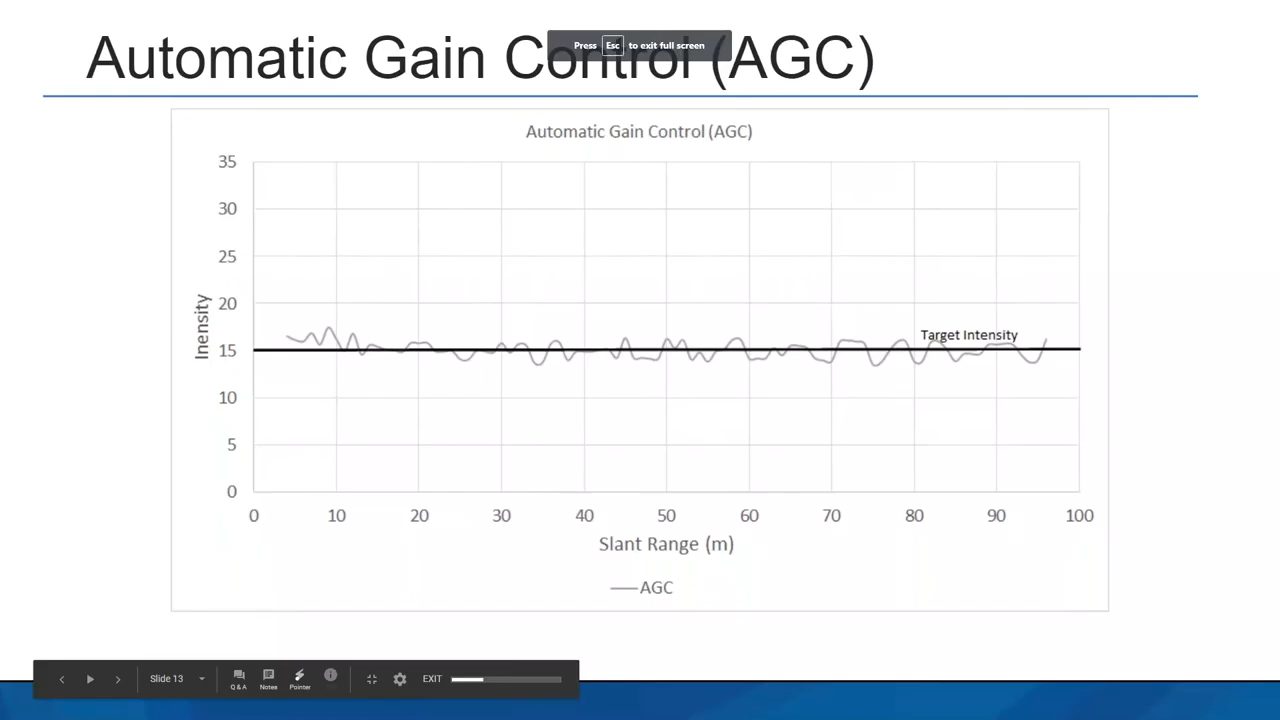 Automatic Gain Control (AGC)
Press Esc to exit full screen
Automatic Gain Control (AGC)
35
30
25
20
15
10
5
0
Inensity
Target Intensity
0 10 20 30 40 50 60 70 80 90 100
Slant Range (m)
AGC
Slide 13
Q & A
Notes
Pointer
EXIT